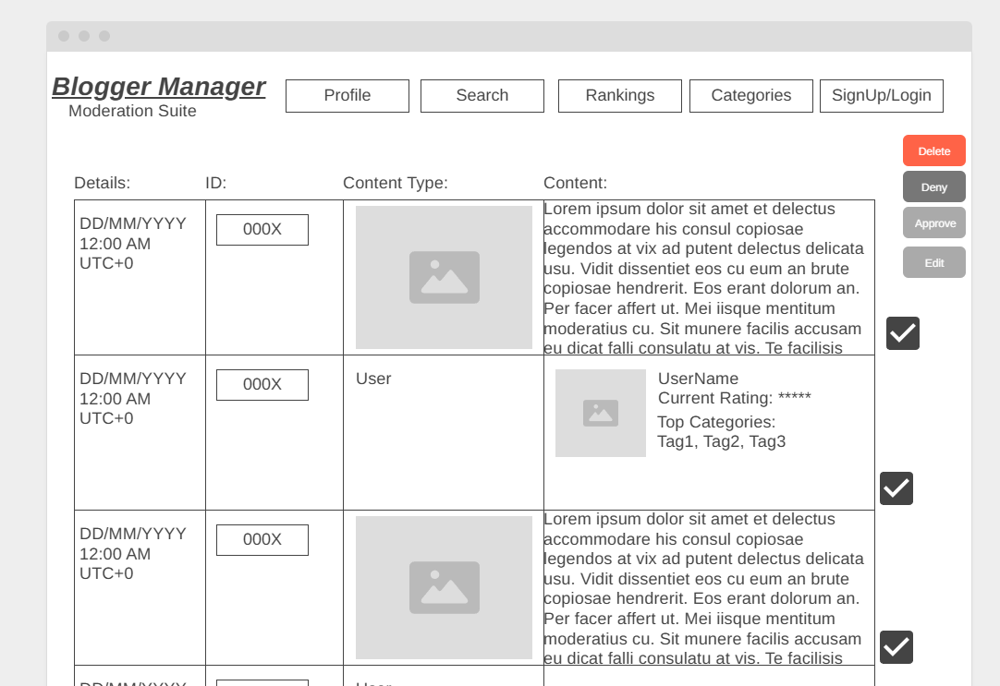 Blogger Manager
Moderation Suite
Profile
Search
Rankings
Categories
SignUp/Login
Delete
Deny
Approve
Edit
Details:
ID:
Content Type:
Content:
DD/MM/YYYY
12:00 AM
UTC+0
000X
Lorem ipsum dolor sit amet et delectus
accommodare his consul copiosae
legendos at vix ad putent delectus delicata
usu. Vidit dissentiet eos cu eum an brute
copiosae hendrerit. Eos erant dolorum an.
Per facer affert ut. Mei iisque mentitum
moderatius cu. Sit munere facilis accusam
eu dicat falli consulatu at vis. Te facilisis
DD/MM/YYYY
12:00 AM
UTC+0
000X
User
UserName
Current Rating: *****
Top Categories:
Tag1, Tag2, Tag3
DD/MM/YYYY
12:00 AM
UTC+0
000X
Lorem ipsum dolor sit amet et delectus
accommodare his consul copiosae
legendos at vix ad putent delectus delicata
usu. Vidit dissentiet eos cu eum an brute
copiosae hendrerit. Eos erant dolorum an.
Per facer affert ut. Mei iisque mentitum
moderatius cu. Sit munere facilis accusam
eu dicat falli consulatu at vis. Te facilisis
DD/MM/YYYY
User